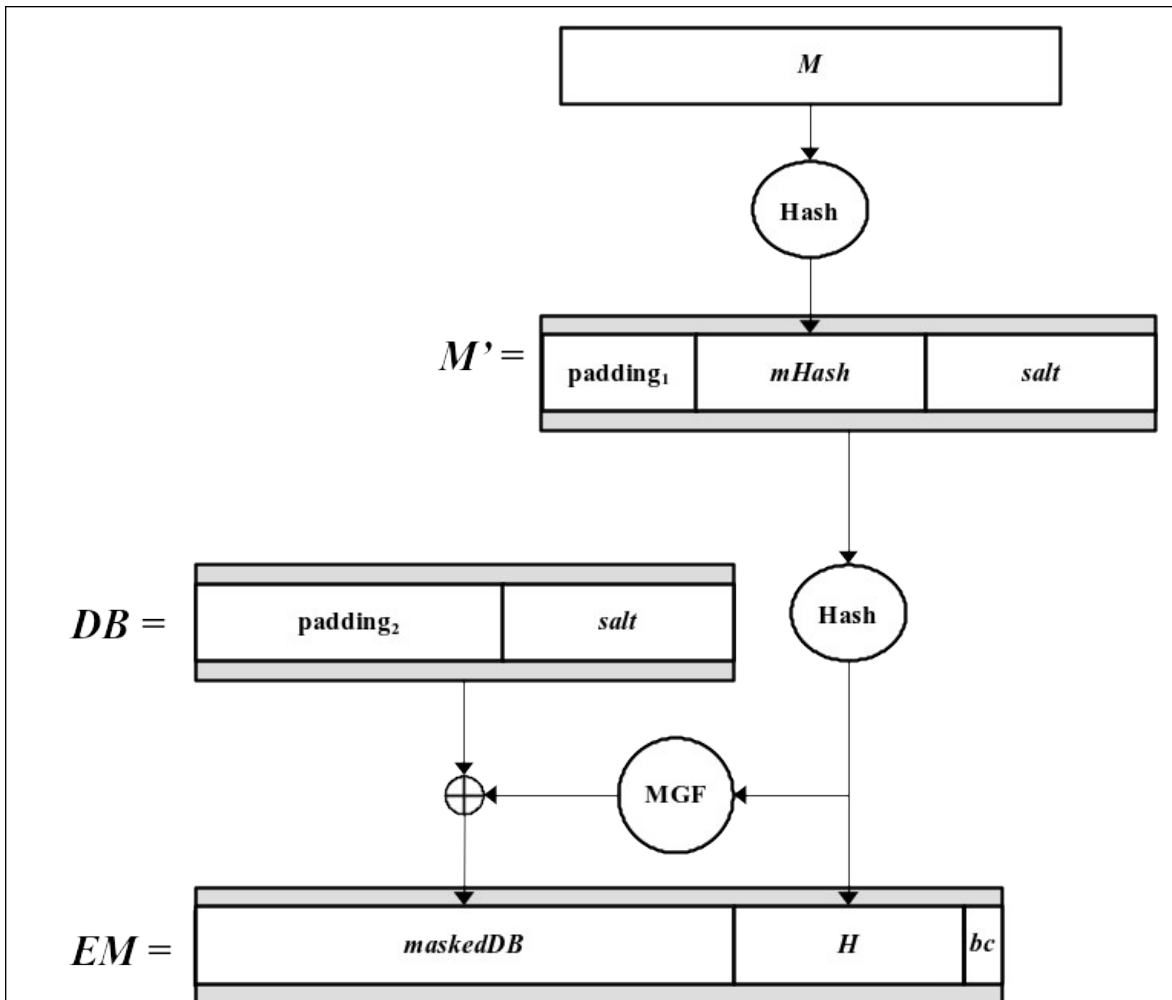 M
Hash
M’ = padding₁ mHash salt
DB = padding₂ salt
Hash
MGF
EM = maskedDB H bc